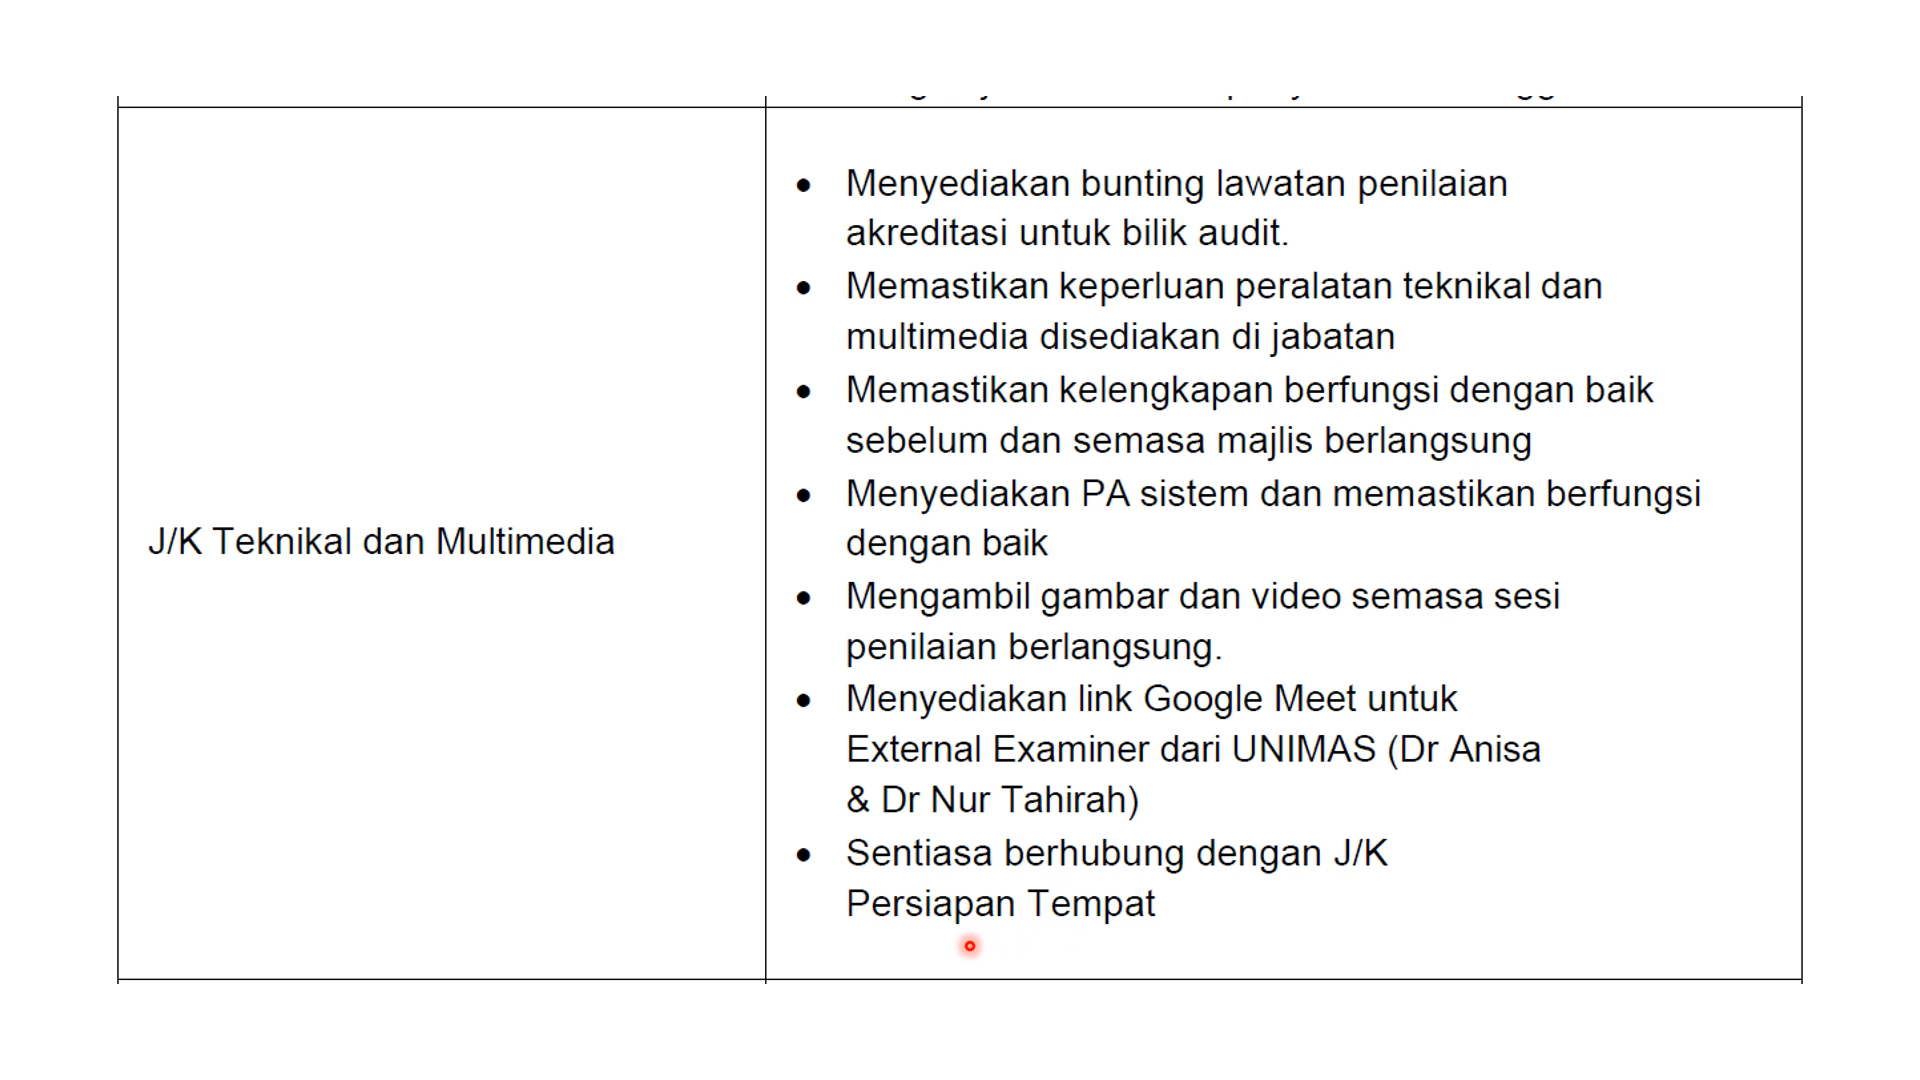 J/K Teknikal dan Multimedia
• Menyediakan bunting lawatan penilaian
akreditasi untuk bilik audit.
• Memastikan keperluan peralatan teknikal dan
multimedia disediakan di jabatan
• Memastikan kelengkapan berfungsi dengan baik
sebelum dan semasa majlis berlangsung
• Menyediakan PA sistem dan memastikan berfungsi
dengan baik
• Mengambil gambar dan video semasa sesi
penilaian berlangsung.
• Menyediakan link Google Meet untuk
External Examiner dari UNIMAS (Dr Anisa
& Dr Nur Tahirah)
• Sentiasa berhubung dengan J/K
Persiapan Tempat